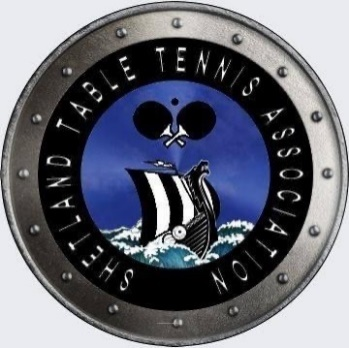 SHETLAND TABLE TENNIS ASSOCIATION